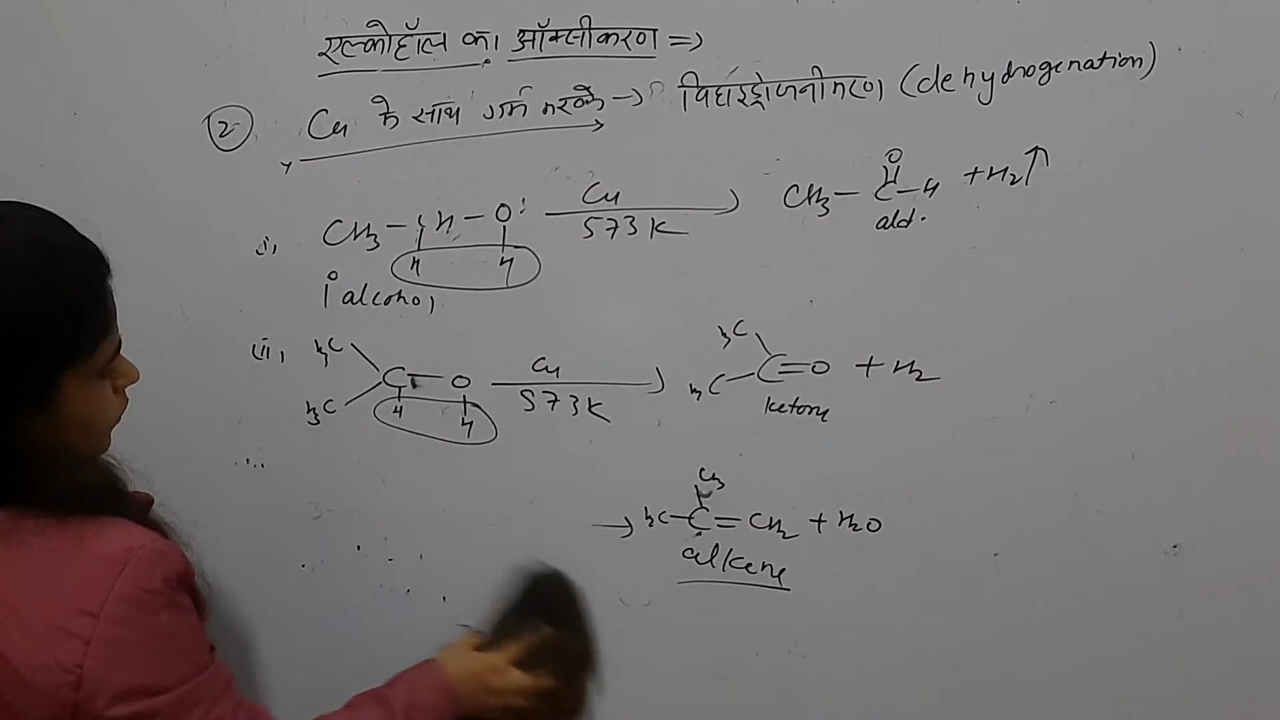 एल्कोहॉल का ऑक्सीकरण ⇒
2. Cu के साथ गर्म करके → विहाइड्रोजनीकरण (dehydrogenation)
i, CH3 – CH – O: Cu 573K → CH3 – C – H + H2↑
O
H H ald.
1° alcohol
ii, H3C H3C C – O Cu 573K → H3C H3C C=O + H2
H H ketone
CH3
→ H3C – C = CH2 + H2O
alkene